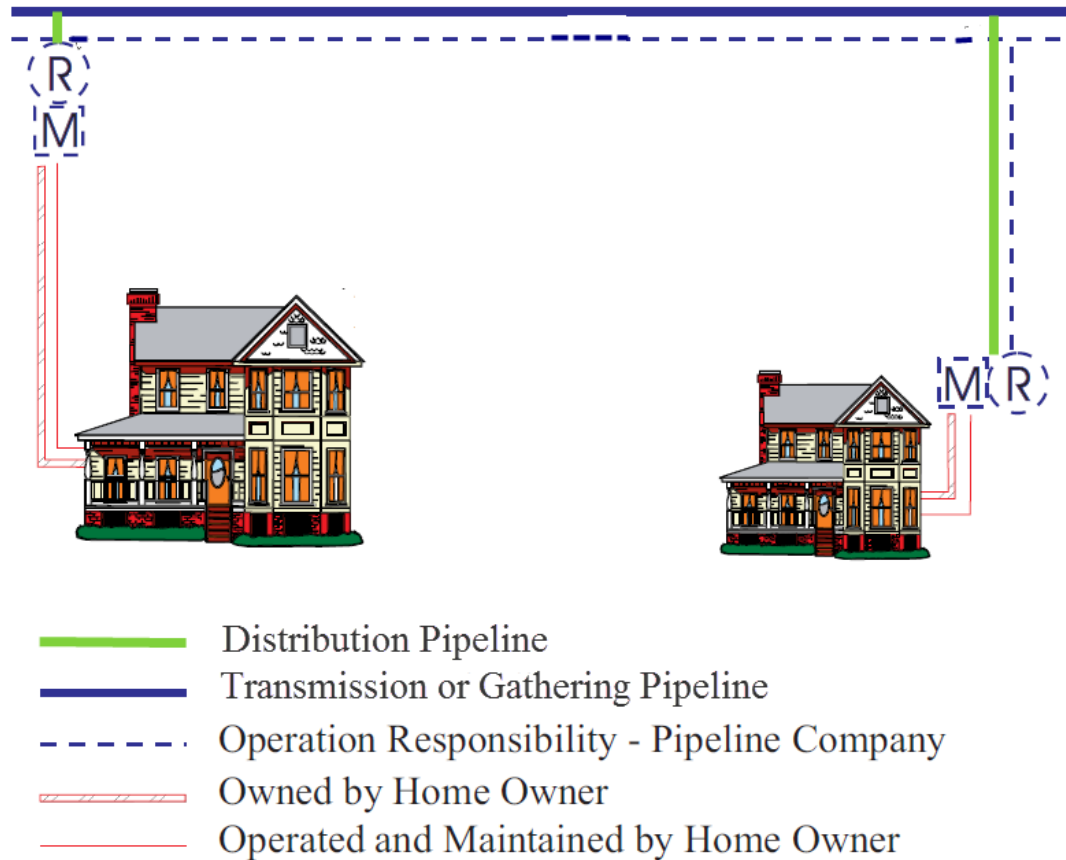 R
M
M R
Distribution Pipeline
Transmission or Gathering Pipeline
Operation Responsibility - Pipeline Company
Owned by Home Owner
Operated and Maintained by Home Owner